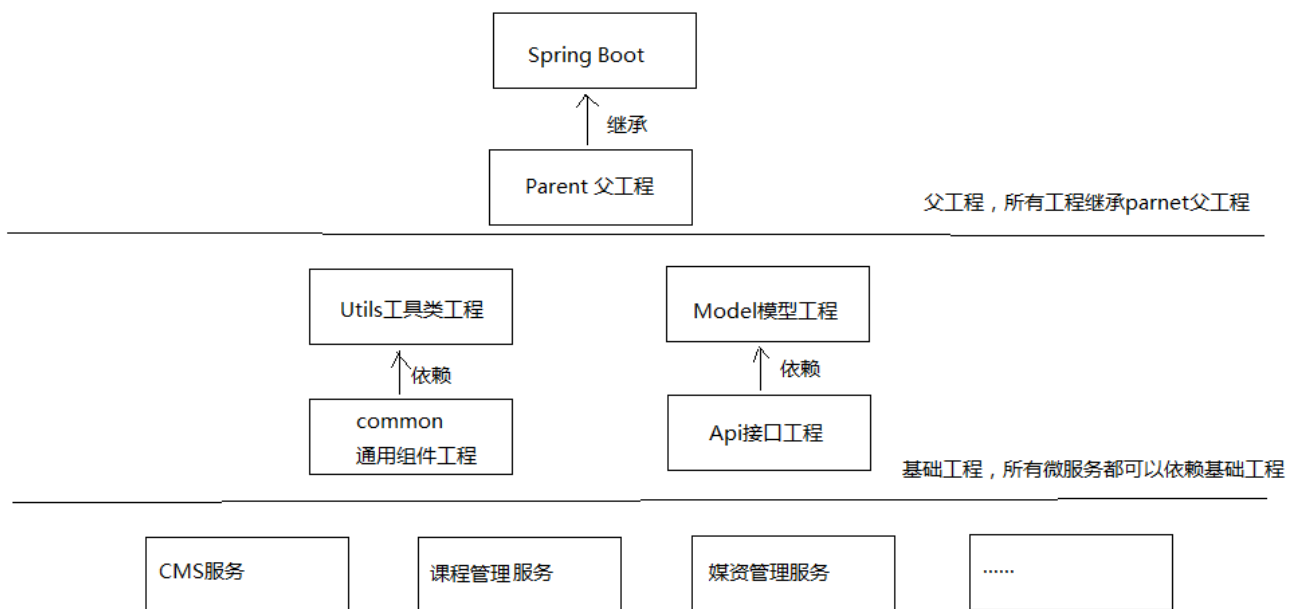 Spring Boot
继承
Parent 父工程
父工程，所有工程继承parnet父工程
Utils工具类工程
Model模型工程
依赖
依赖
common
通用组件工程
Api接口工程
基础工程，所有微服务都可以依赖基础工程
CMS服务
课程管理服务
媒资管理服务
......